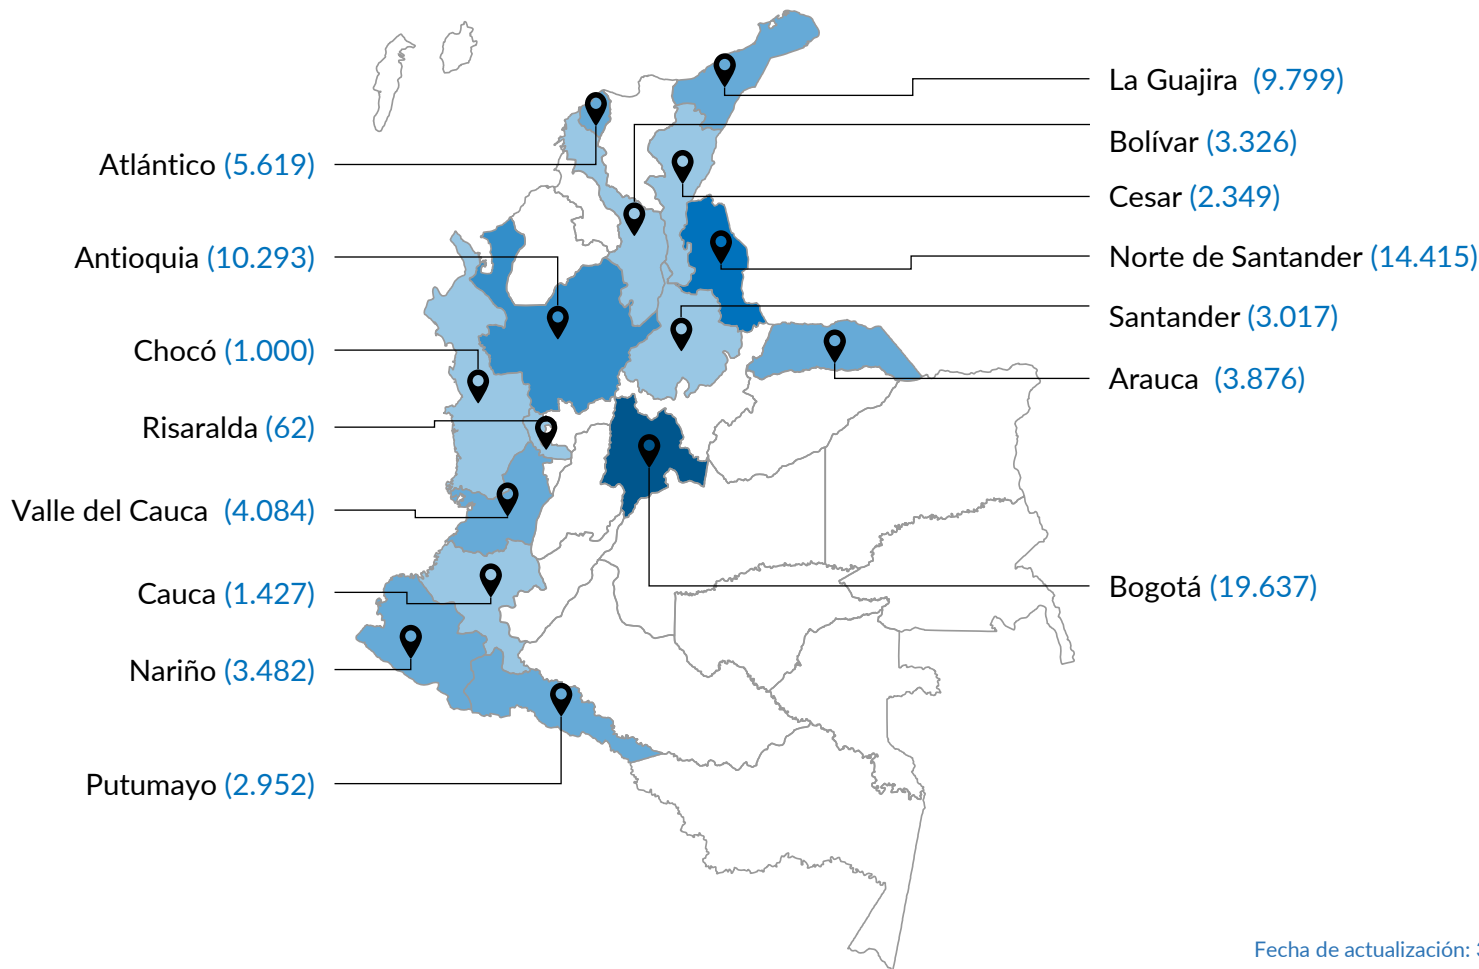 La Guajira (9.799)
Bolívar (3.326)
Atlántico (5.619)
Cesar (2.349)
Antioquia (10.293)
Norte de Santander (14.415)
Santander (3.017)
Chocó (1.000)
Arauca (3.876)
Risaralda (62)
Valle del Cauca (4.084)
Cauca (1.427)
Bogotá (19.637)
Nariño (3.482)
Putumayo (2.952)
Fecha de actualización: